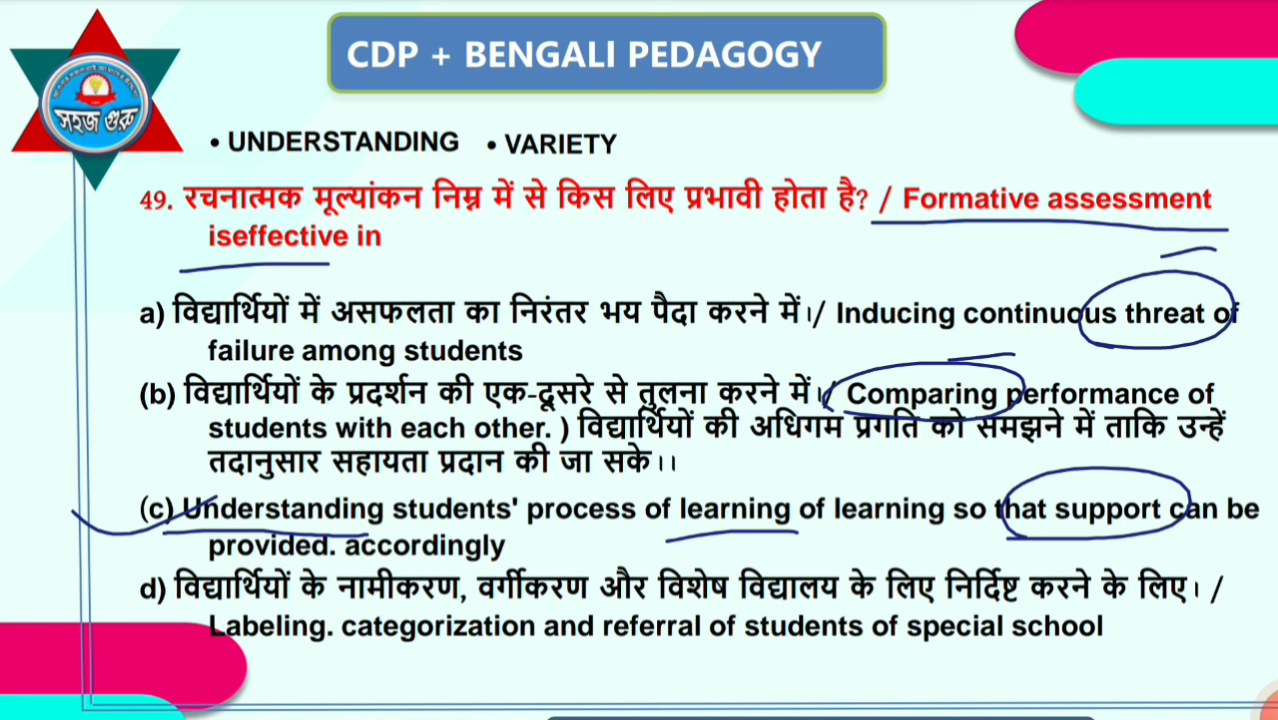 CDP + BENGALI PEDAGOGY
সহজ গুরু
• UNDERSTANDING • VARIETY
49. रचनात्मक मूल्यांकन निम्न में से किस लिए प्रभावी होता है? / Formative assessment
iseffective in
a) विद्यार्थियों में असफलता का निरंतर भय पैदा करने में।/ Inducing continuous threat of
failure among students
(b) विद्यार्थियों के प्रदर्शन की एक-दूसरे से तुलना करने में।/ Comparing performance of
students with each other. ) विद्यार्थियों की अधिगम प्रगति को समझने में ताकि उन्हें
तदानुसार सहायता प्रदान की जा सके।।
(c) Understanding students' process of learning of learning so that support can be
provided. accordingly
d) विद्यार्थियों के नामीकरण, वर्गीकरण और विशेष विद्यालय के लिए निर्दिष्ट करने के लिए। /
Labeling. categorization and referral of students of special school